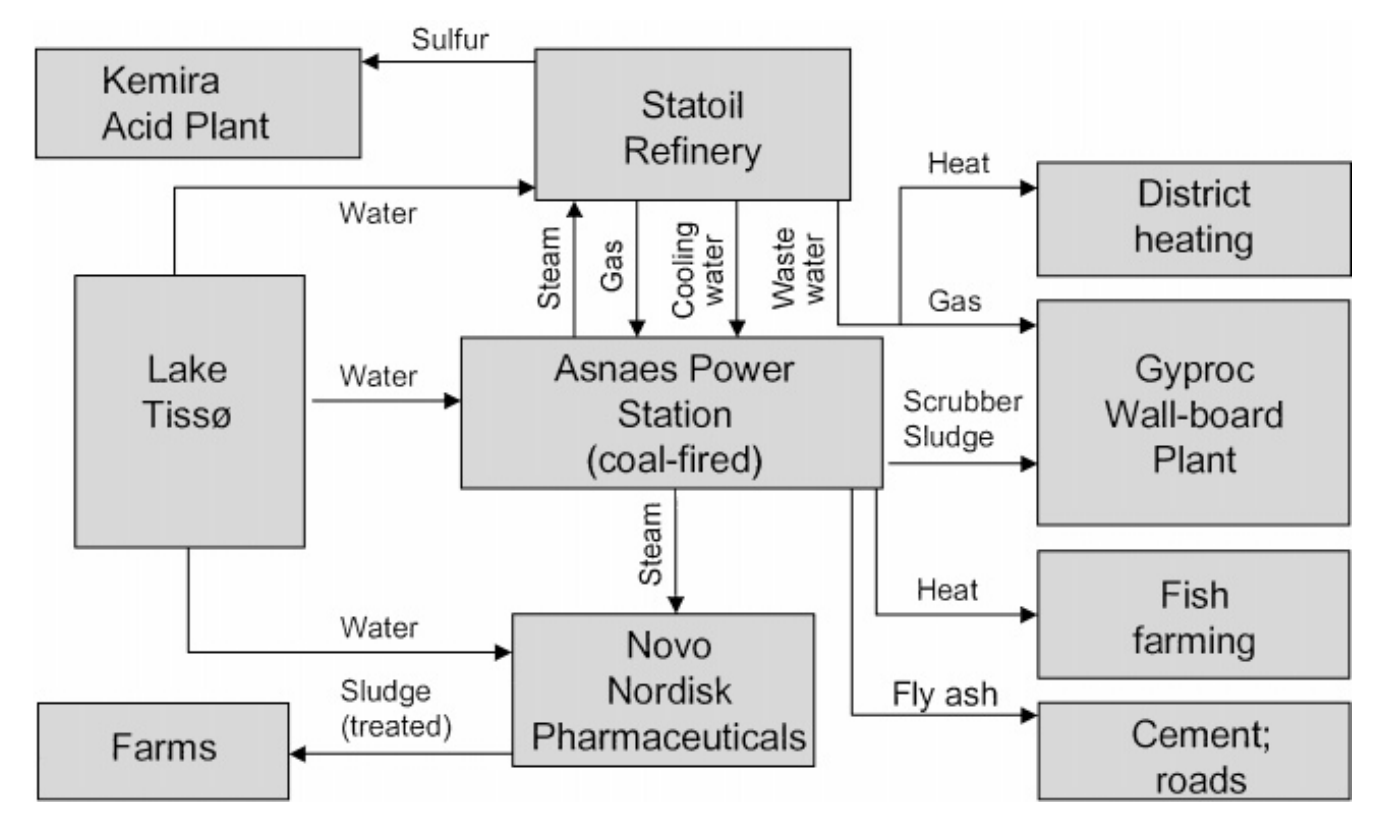 Sulfur
Kemira
Acid Plant
Statoil
Refinery
Heat
District
heating
Water
Steam
Gas
Cooling
water
Waste
water
Gas
Lake
Tissø
Water
Asnaes Power
Station
(coal-fired)
Scrubber
Sludge
Gyproc
Wall-board
Plant
Steam
Heat
Fish
farming
Water
Novo
Nordisk
Pharmaceuticals
Sludge
(treated)
Farms
Fly ash
Cement;
roads